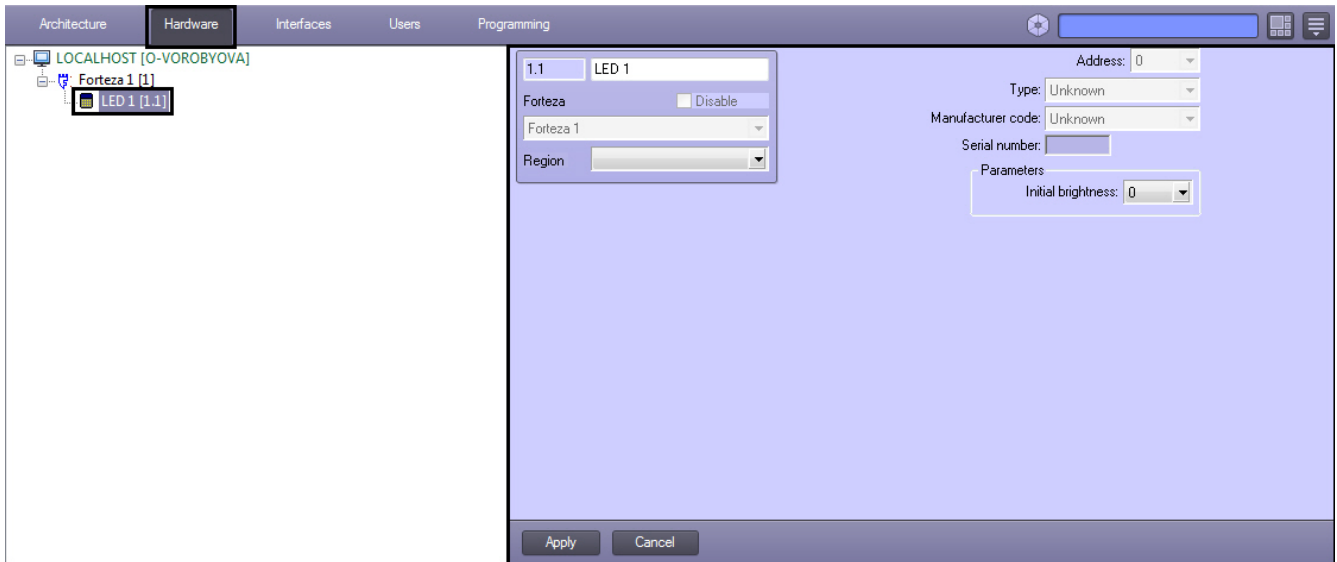 Architecture Hardware Interfaces Users Programming
LOCALHOST [O-VOROBYOVA]
Forteza 1 [1]
LED 1 [1.1]
1.1 LED 1
Forteza Disable
Forteza 1
Region
Address: 0
Type: Unknown
Manufacturer code: Unknown
Serial number:
Parameters
Initial brightness: 0
Apply Cancel